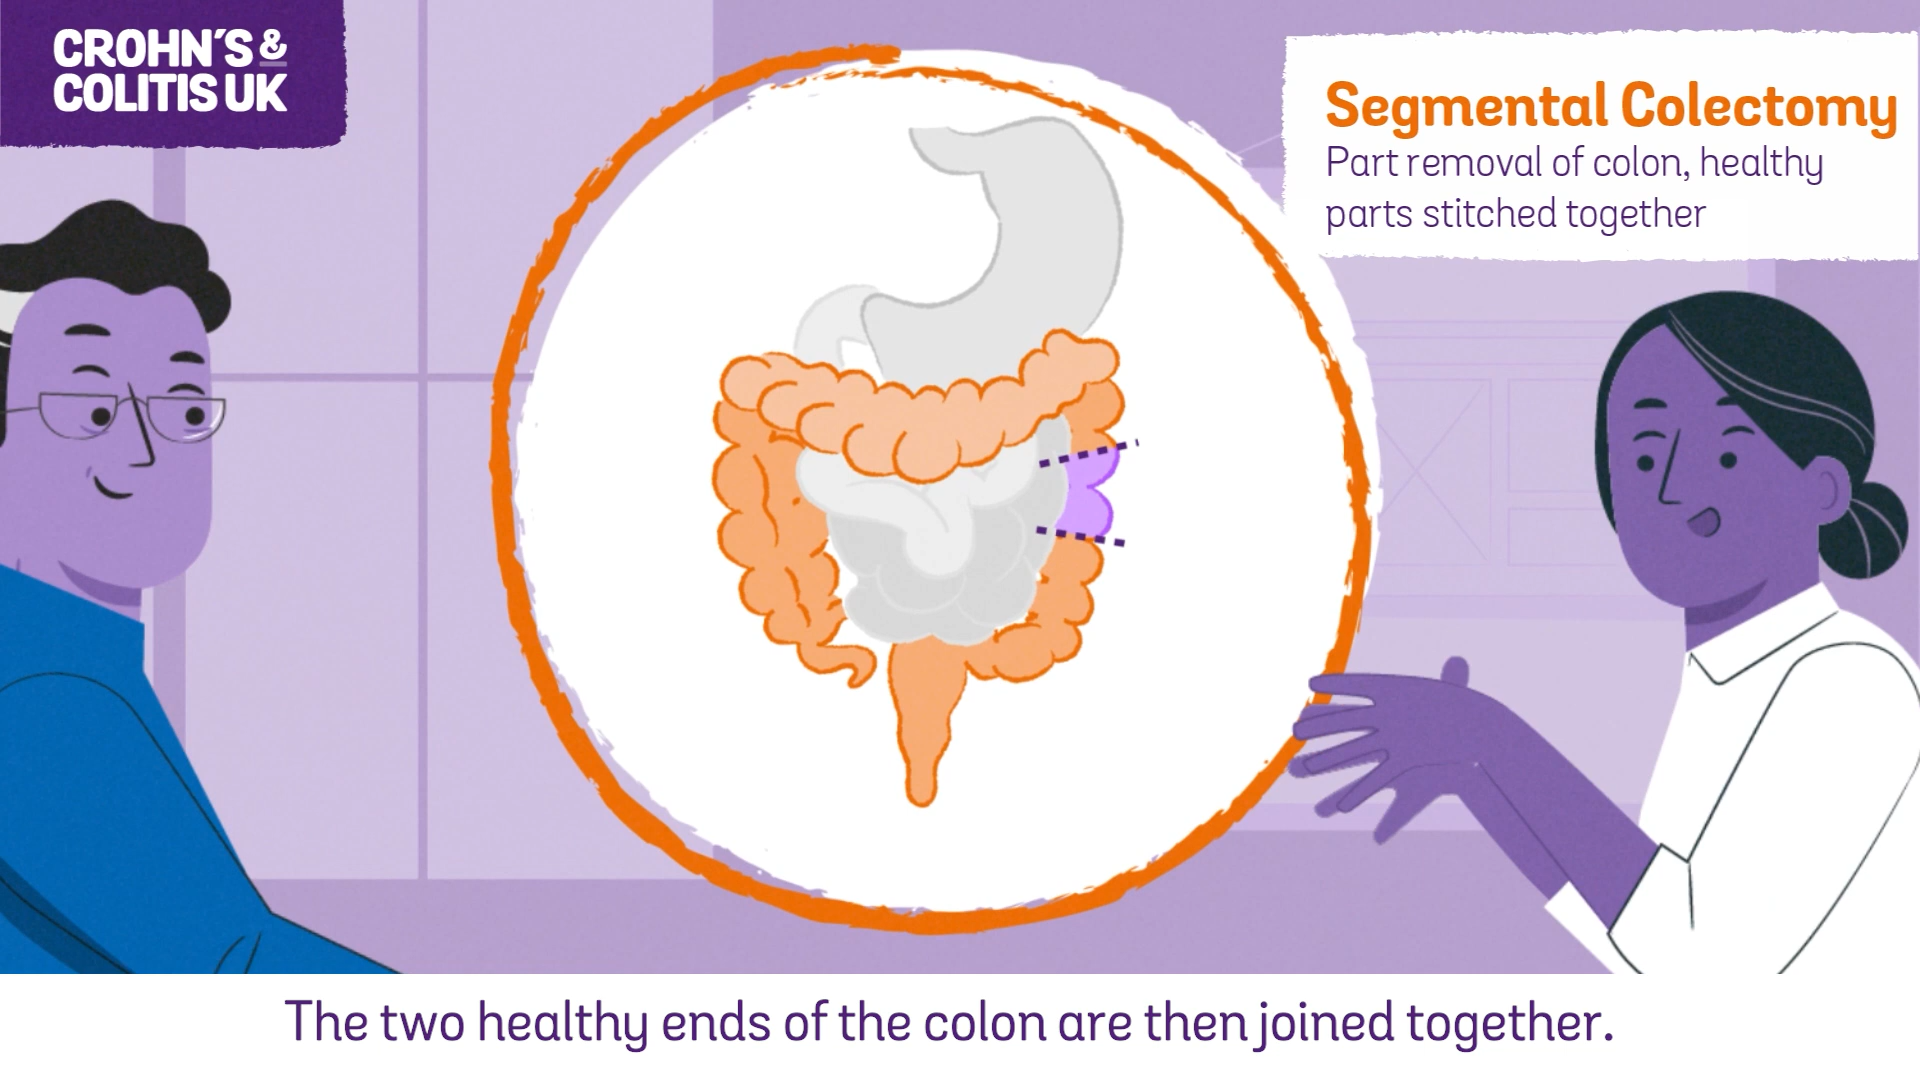 CROHN'S &
COLITIS UK
Segmental Colectomy
Part removal of colon, healthy
parts stitched together
The two healthy ends of the colon are then joined together.